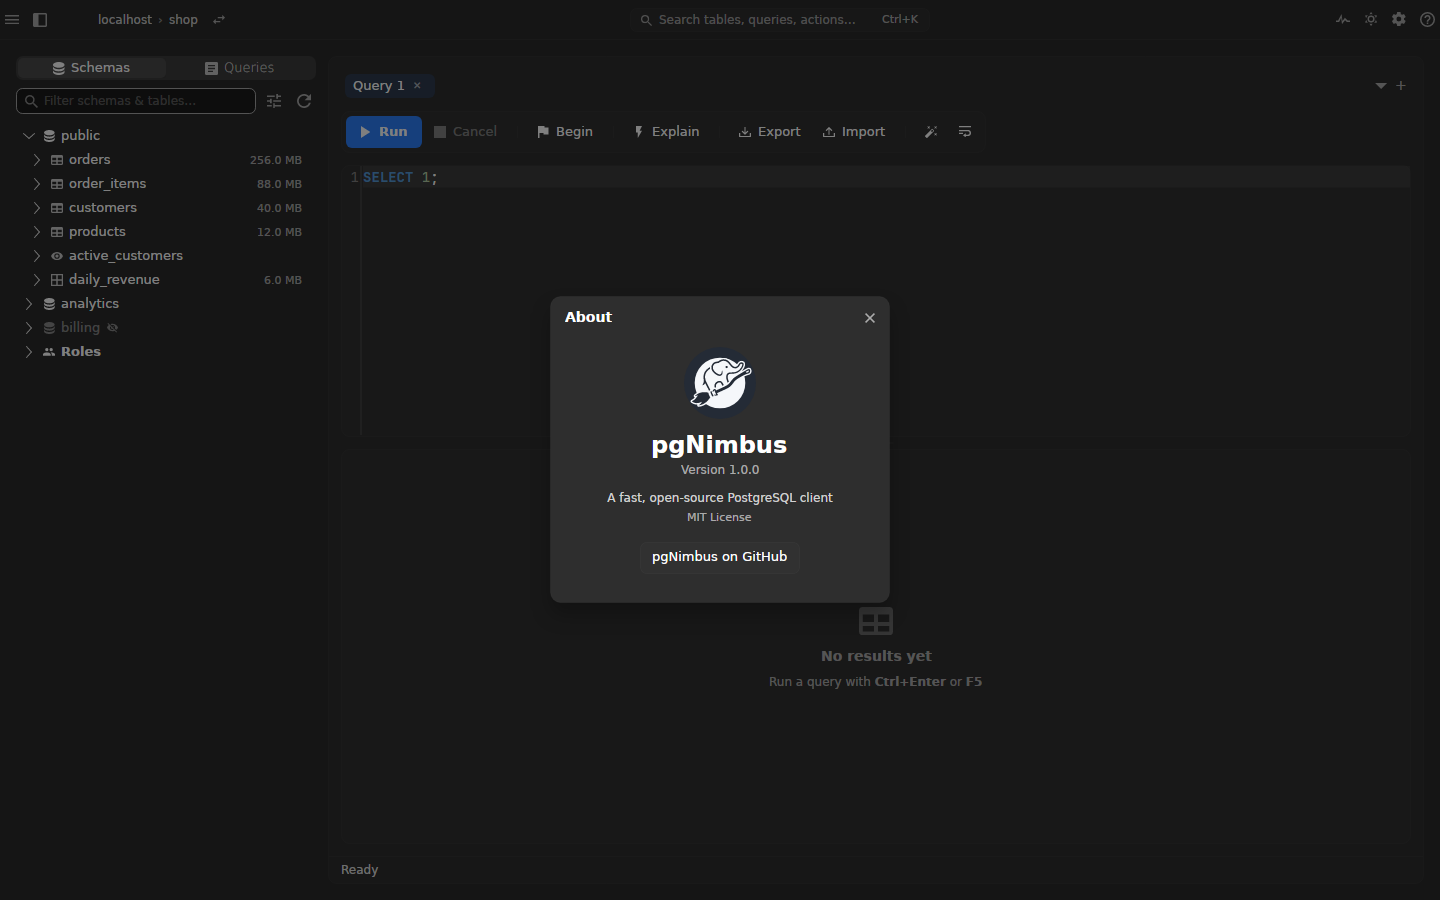 localhost › shop
Search tables, queries, actions... Ctrl+K
Schemas Queries
Filter schemas & tables...
public
orders 256.0 MB
order_items 88.0 MB
customers 40.0 MB
products 12.0 MB
active_customers
daily_revenue 6.0 MB
analytics
billing
Roles
Query 1 ×
Run Cancel Begin Explain Export Import
1 SELECT 1;
About
pgNimbus
Version 1.0.0
A fast, open-source PostgreSQL client
MIT License
pgNimbus on GitHub
No results yet
Run a query with Ctrl+Enter or F5
Ready